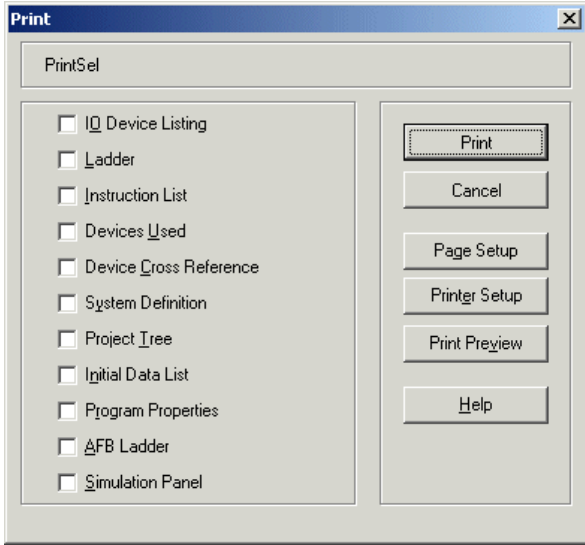 Print
PrintSel
IO Device Listing
Ladder
Instruction List
Devices Used
Device Cross Reference
System Definition
Project Tree
Initial Data List
Program Properties
AFB Ladder
Simulation Panel
Print
Cancel
Page Setup
Printer Setup
Print Preview
Help